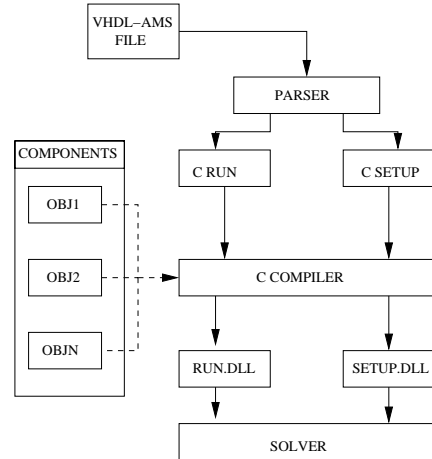 VHDL−AMS
FILE
PARSER
COMPONENTS
C RUN
C SETUP
OBJ1
OBJ2
C COMPILER
OBJN
RUN.DLL
SETUP.DLL
SOLVER